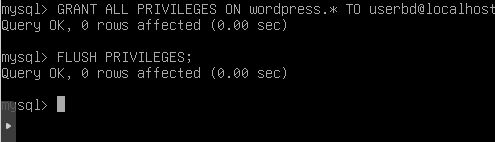 mysql> GRANT ALL PRIVILEGES ON wordpress.* TO userbd@localhost
Query OK, 0 rows affected (0.00 sec)
mysql> FLUSH PRIVILEGES;
Query OK, 0 rows affected (0.00 sec)
mysql>